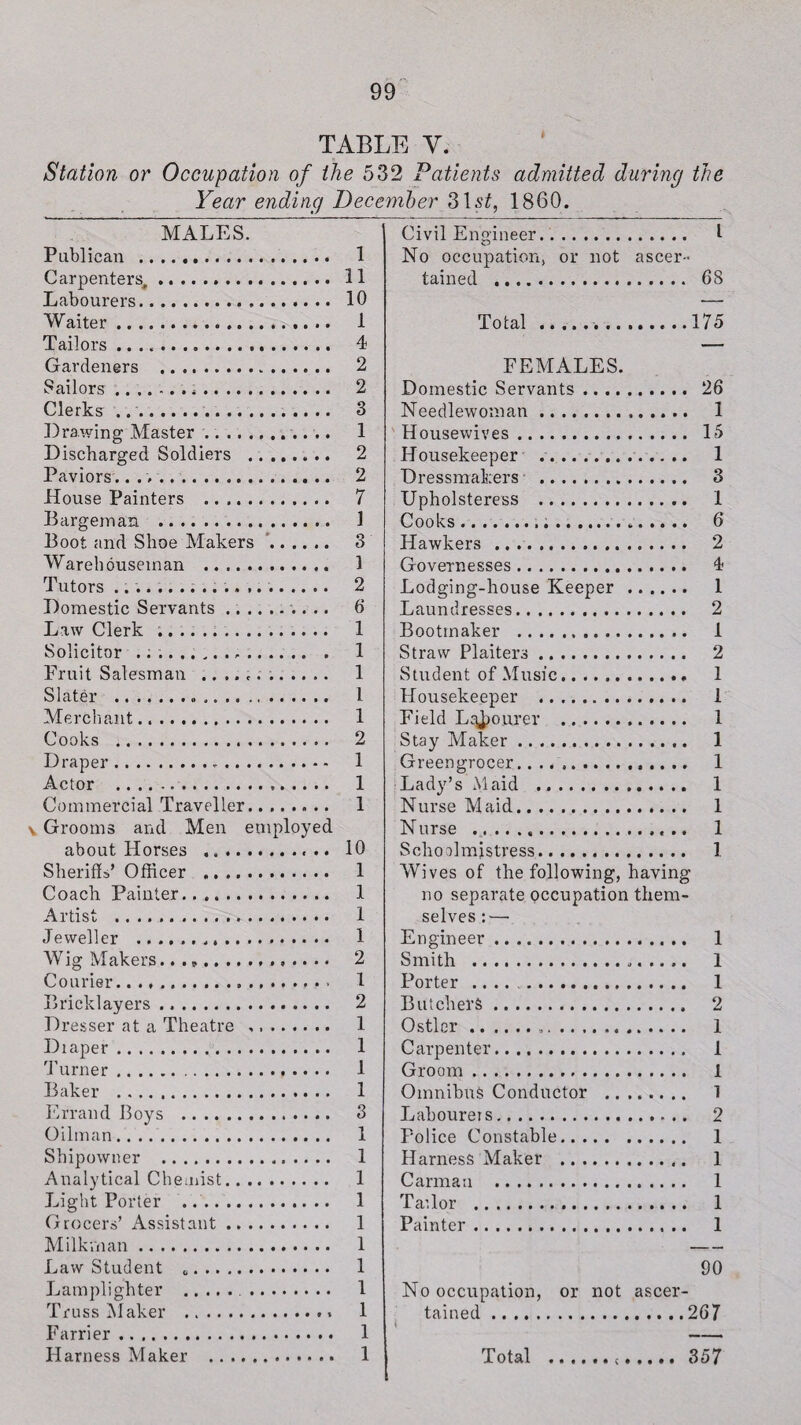 99
TABLE V.
Station or Occupation of the 532 Patients admitted during the
Year ending December 31st, 1860.
MALES.
Publican .................. 1
Carpenters, ................ 11
Labourers.................. 10
Waiter .................... 1
Tailors .................... 4
Gardeners ................ 2
Sailors .................... 2
Clerks .................... 3
Drawing Master ............ 1
Discharged Soldiers ........ 2
Paviors.................... 2
House Painters ............ 7
Bargeman ................ 1
Boot and Shoe Makers ...... 3
Warehouseman ............ 1
Tutors .................... 2
Domestic Servants .......... 6
Law Clerk ................ 1
Solicitor .................. 1
Fruit Salesman ............ 1
Slater .................... 1
Merchant.................. 1
Cooks .................... 2
Draper.................... 1
Actor .................... 1
Commercial Traveller........ 1
Grooms and Men employed
about Horses ............ 10
Sheriffs' Officer ............ 1
Coach Painter.............. 1
Artist .................... 1
Jeweller .................. 1
Wig Makers................ 2
Courier.................... 1
Bricklayers ................ 2
Dresser at a Theatre ........ 1
Diaper .................... 1
Turner .................... 1
Baker .................... 1
Errand Boys .............. 3
Oilman.................... 1
Shipowner ................ 1
Analytical Chemist.......... 1
Light Porter .............. 1
Grocers' Assistant .......... 1
Milkman .................. 1
Law Student .............. 1
Lamplighter .............. 1
Truss Maker .............. 1
Farrier .................... 1
Harness Maker ............ 1
Civil Engineer.............. 1
No occupation, or not ascer-
tained .................. 68
Total ..............175
FEMALES.
Domestic Servants .......... 26
Needlewoman .............. 1
Housewives ................ 15
Housekeeper .............. 1
Dressmakers .............. 3
Upholsteress .............. 1
Cooks .................... 6
Hawkers .................. 2
Governesses ................ 4
Lodging-house Keeper ...... 1
Laundresses................ 2
Bootmaker ................ 1
Straw Plaiters .............. 2
Student of Music............ 1
Housekeeper .............. 1
Field Labourer ............ 1
Stay Maker ................ 1
Greengrocer................ 1
Lady's Maid .............. 1
Nurse Maid................ 1
Nurse .................... 1
Schoolmistress.............. 1
Wives of the following, having
no separate occupation them-
selves :—
Engineer .................. 1
Smith .................... 1
Porter .................... 1
Butchers .................. 2
Ostler .................... 1
Carpenter.................. 1
Groom .................... 1
Omnibus Conductor ........ 1
Labourers.................. 2
Police Constable............ 1
Harness Maker ............ 1
Carman .................. 1
Tailor .................... 1
Painter .................... 1
90
No occupation, or not ascer-
tained ..................267
Total ............ 357